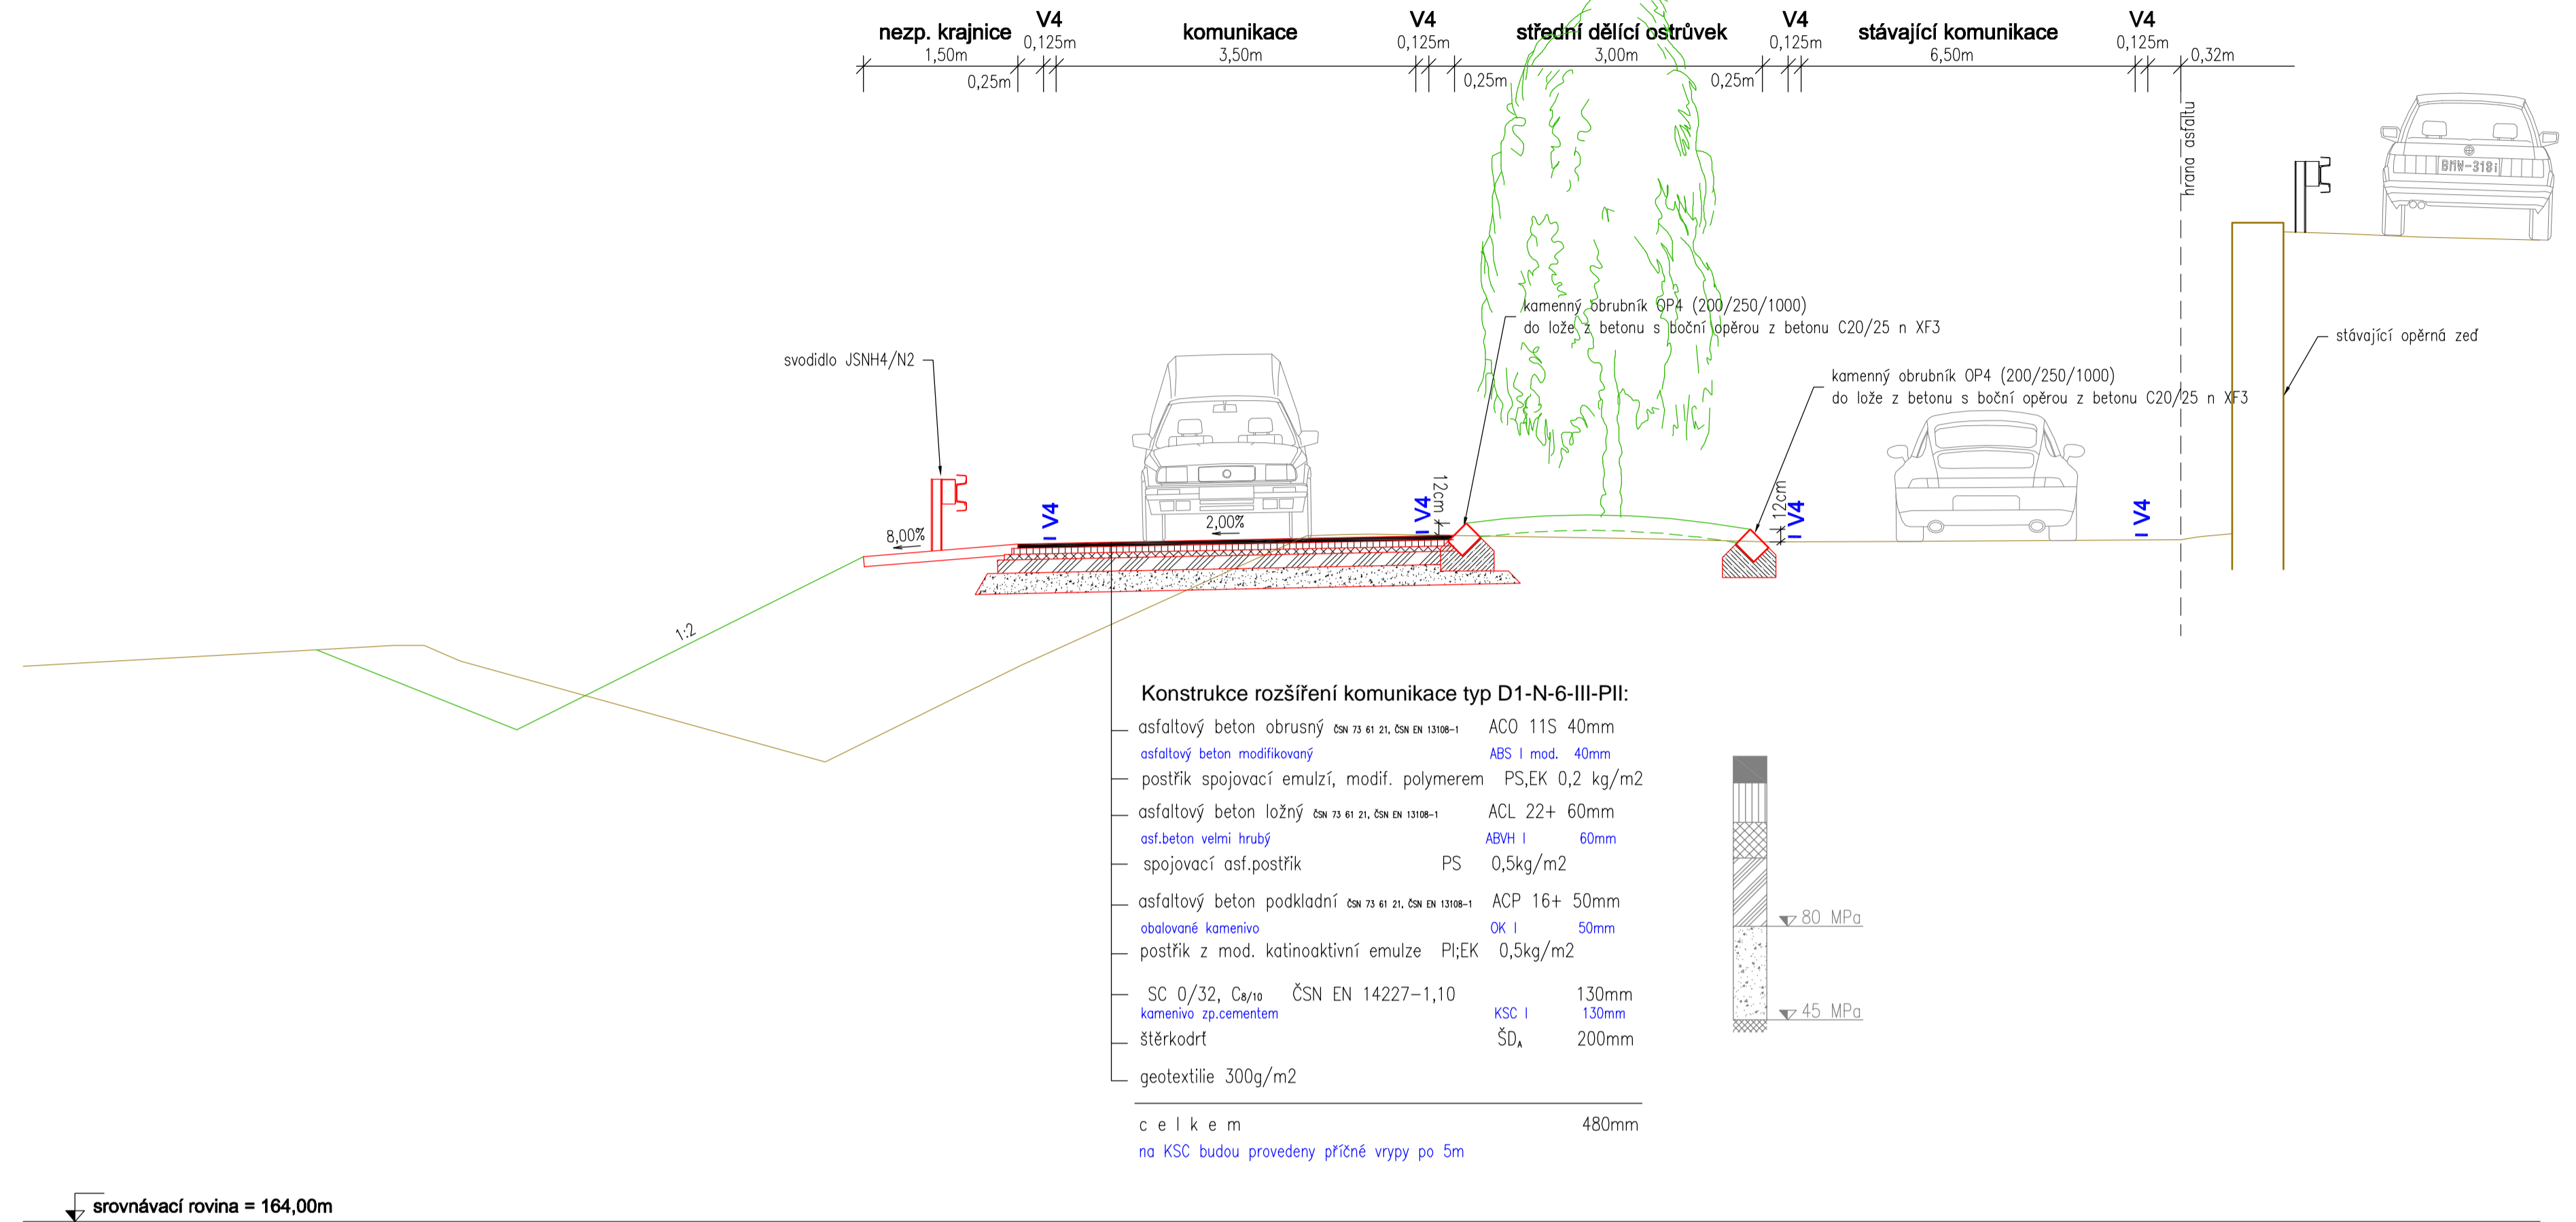 nezp. krajnice
1,50m
0,25m
V4
0,125m
komunikace
3,50m
V4
0,125m
0,25m
střední dělící ostrůvek
3,00m
0,25m
V4
0,125m
stávající komunikace
6,50m
V4
0,125m
0,32m
hrana asfaltu
BMW-318i
kamenný obrubník OP4 (200/250/1000)
do lože z betonu s boční opěrou z betonu C20/25 n XF3
stávající opěrná zeď
svodidlo JSNH4/N2
kamenný obrubník OP4 (200/250/1000)
do lože z betonu s boční opěrou z betonu C20/25 n XF3
8,00%
V4
2,00%
V4
12cm
12cm
V4
V4
1:2
Konstrukce rozšíření komunikace typ D1-N-6-III-PII:
asfaltový beton obrusný ČSN 73 61 21, ČSN EN 13108-1 ACO 11S 40mm
asfaltový beton modifikovaný ABS I mod. 40mm
postřik spojovací emulzí, modif. polymerem PS,EK 0,2 kg/m2
asfaltový beton ložný ČSN 73 61 21, ČSN EN 13108-1 ACL 22+ 60mm
asf.beton velmi hrubý ABVH I 60mm
spojovací asf.postřik PS 0,5kg/m2
asfaltový beton podkladní ČSN 73 61 21, ČSN EN 13108-1 ACP 16+ 50mm
obalované kamenivo OK I 50mm
postřik z mod. katinoaktivní emulze PI;EK 0,5kg/m2
SC 0/32, C8/10 ČSN EN 14227-1,10 130mm
kamenivo zp.cementem KSC I 130mm
štěrkodrť ŠDA 200mm
geotextilie 300g/m2
celkem 480mm
na KSC budou provedeny příčné vrypy po 5m
80 MPa
45 MPa
srovnávací rovina = 164,00m